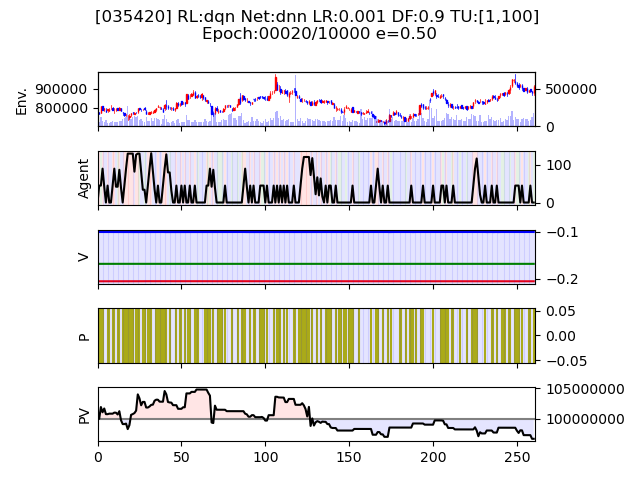 [035420] RL:dqn Net:dnn LR:0.001 DF:0.9 TU:[1,100]
Epoch:00020/10000 e=0.50
Env.
900000
800000
500000
0
Agent
100
0
V
−0.1
−0.2
P
0.05
0.00
−0.05
PV
105000000
100000000
0 50 100 150 200 250